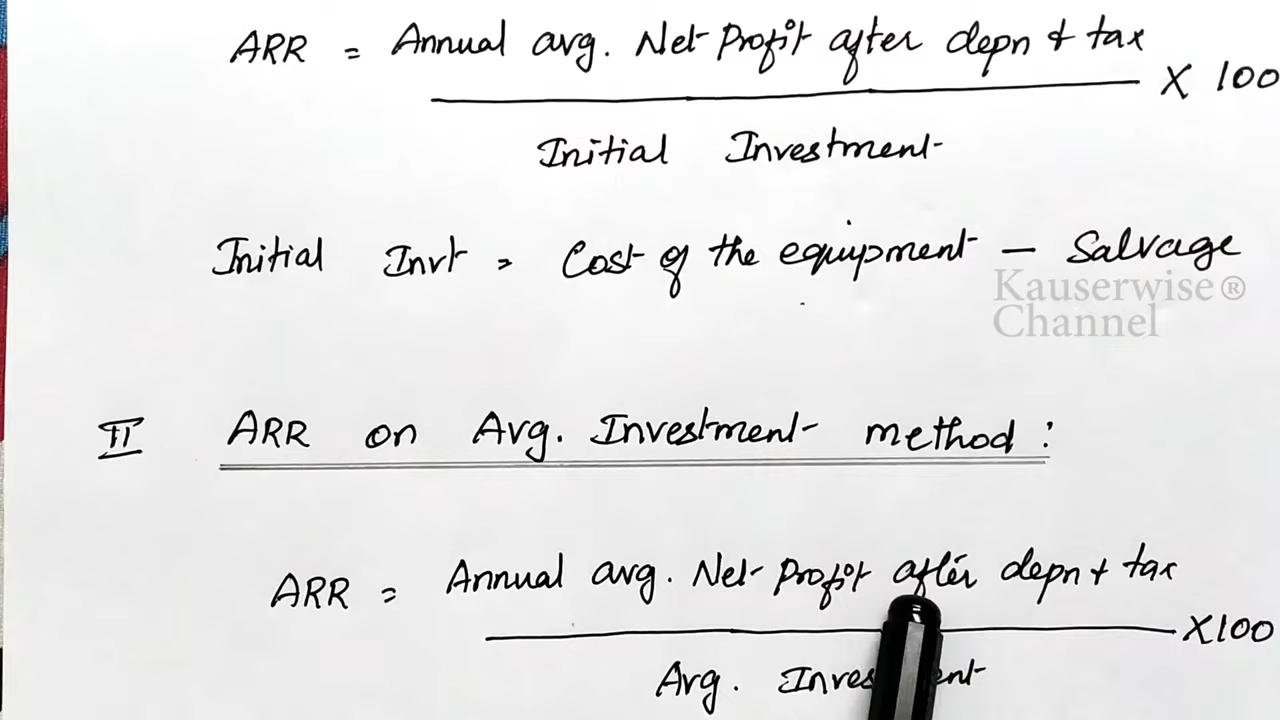 ARR = Annual avg. Net Profit after depn & tax
X 100
Initial Investment
Initial Invt = Cost of the equipment - Salvage
Kauserwise®
Channel
II ARR on Avg. Investment method :
ARR = Annual avg. Net Profit after depn & tax
X100
Avg.